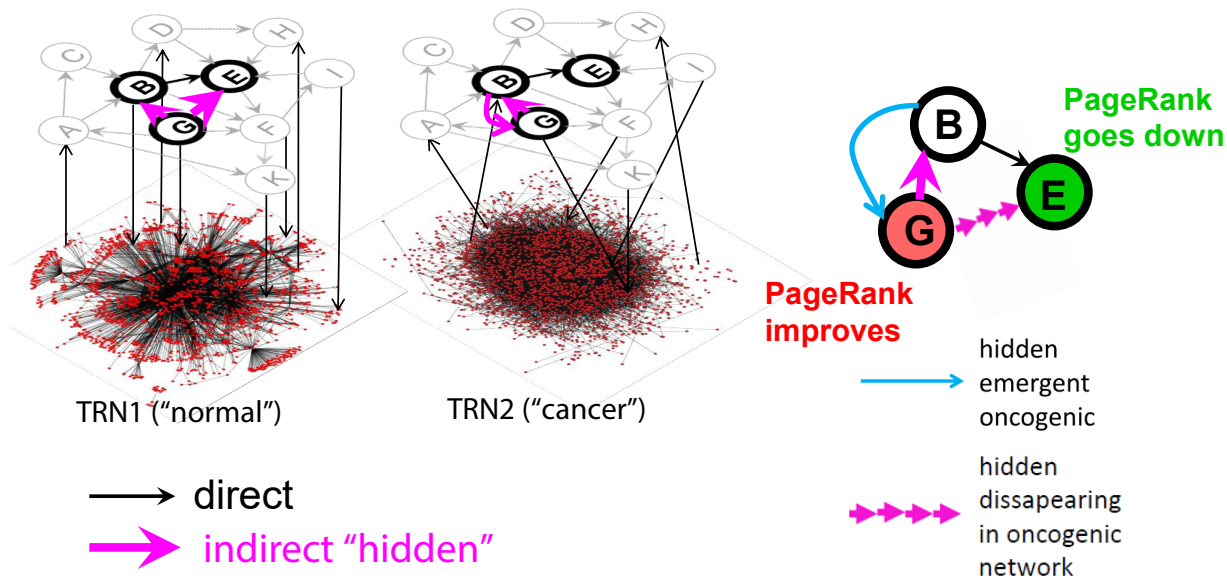 D
H
C
B
E
I
A
G
F
K
TRN1 (“normal”)
D
H
C
B
E
I
A
G
F
K
TRN2 (“cancer”)
direct
indirect “hidden”
PageRank
goes down
B
E
G
PageRank
improves
hidden
emergent
oncogenic
hidden
dissapearing
in oncogenic
network